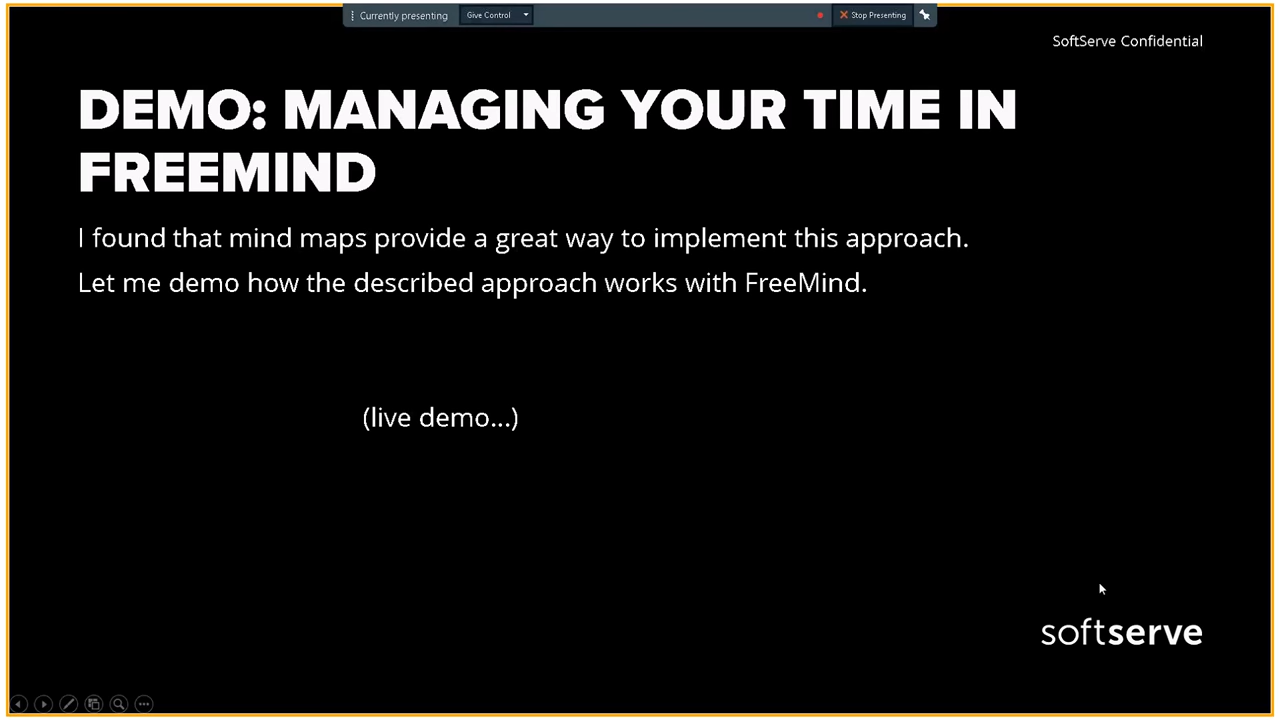 Currently presenting Give Control Stop Presenting
SoftServe Confidential
DEMO: MANAGING YOUR TIME IN
FREEMIND
I found that mind maps provide a great way to implement this approach.
Let me demo how the described approach works with FreeMind.
(live demo...)
softserve